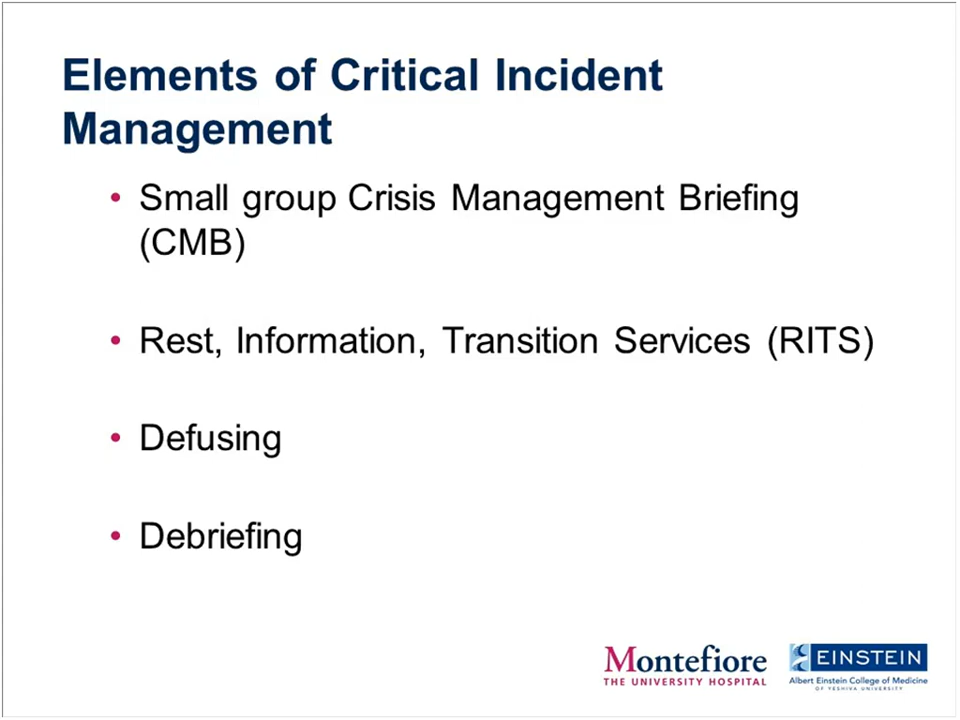 Elements of Critical Incident
Management
• Small group Crisis Management Briefing
(CMB)
• Rest, Information, Transition Services (RITS)
• Defusing
• Debriefing
Montefiore
THE UNIVERSITY HOSPITAL
EINSTEIN
Albert Einstein College of Medicine
OF YESHIVA UNIVERSITY